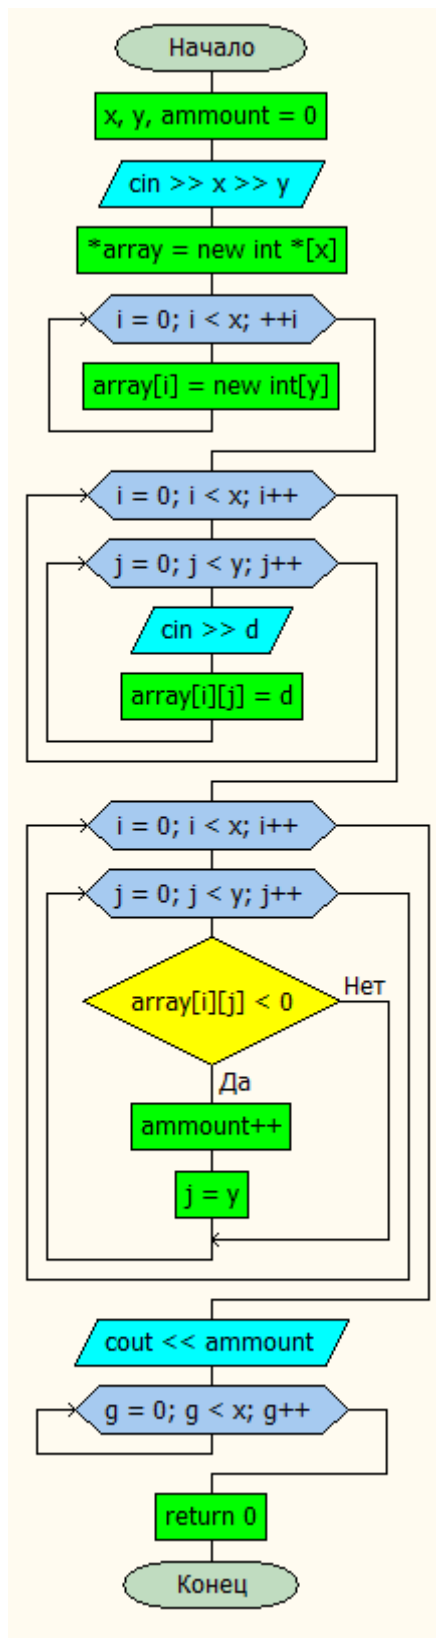 Начало
x, y, ammount = 0
cin >> x >> y
*array = new int *[x]
i = 0; i < x; ++i
array[i] = new int[y]
i = 0; i < x; i++
j = 0; j < y; j++
cin >> d
array[i][j] = d
i = 0; i < x; i++
j = 0; j < y; j++
array[i][j] < 0
Нет
Да
ammount++
j = y
cout << ammount
g = 0; g < x; g++
return 0
Конец